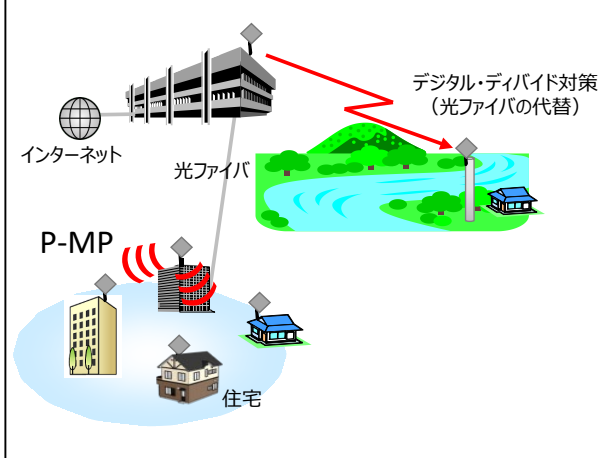 デジタル・ディバイド対策
（光ファイバの代替）
インターネット
光ファイバ
P-MP
住宅